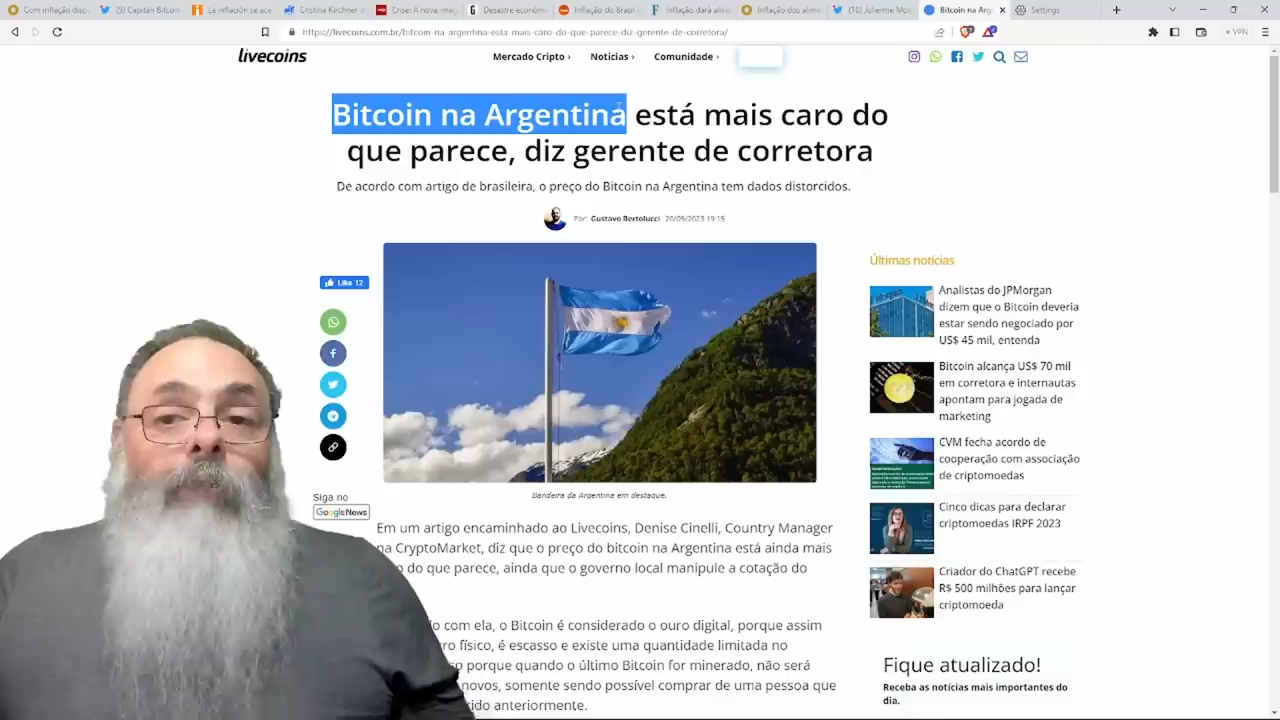 Com inflação disp
(5) Capitán Bitcoin
La inflación se ace
Cristina Kirchner d
Crise: A nova imag
Desastre econômi
Inflação do Brasil
Inflação dará alívic
Inflação dos alime
(10) Julierme Mou
Bitcoin na Arge
Settings
https://livecoins.com.br/bitcoin-na-argentina-esta-mais-caro-do-que-parece-diz-gerente-de-corretora/
VPN
livecoins
Mercado Cripto ›
Notícias ›
Comunidade ›
Bitcoin na Argentina está mais caro do
que parece, diz gerente de corretora
De acordo com artigo de brasileira, o preço do Bitcoin na Argentina tem dados distorcidos.
Por: Gustavo Bertolucci 20/05/2023 19:15
Like 12
Siga no
Google News
Bandeira da Argentina em destaque.
Em um artigo encaminhado ao Livecoins, Denise Cinelli, Country Manager
na CryptoMarket, diz que o preço do bitcoin na Argentina está ainda mais
do que parece, ainda que o governo local manipule a cotação do
com ela, o Bitcoin é considerado o ouro digital, porque assim
ro físico, é escasso e existe uma quantidade limitada no
o porque quando o último Bitcoin for minerado, não será
novos, somente sendo possível comprar de uma pessoa que
ido anteriormente.
Últimas notícias
Analistas do JPMorgan
dizem que o Bitcoin deveria
estar sendo negociado por
US$ 45 mil, entenda
Bitcoin alcança US$ 70 mil
em corretora e internautas
apontam para jogada de
marketing
CVM fecha acordo de
cooperação com associação
de criptomoedas
Cinco dicas para declarar
criptomoedas IRPF 2023
Criador do ChatGPT recebe
R$ 500 milhões para lançar
criptomoeda
Fique atualizado!
Receba as notícias mais importantes do
dia.